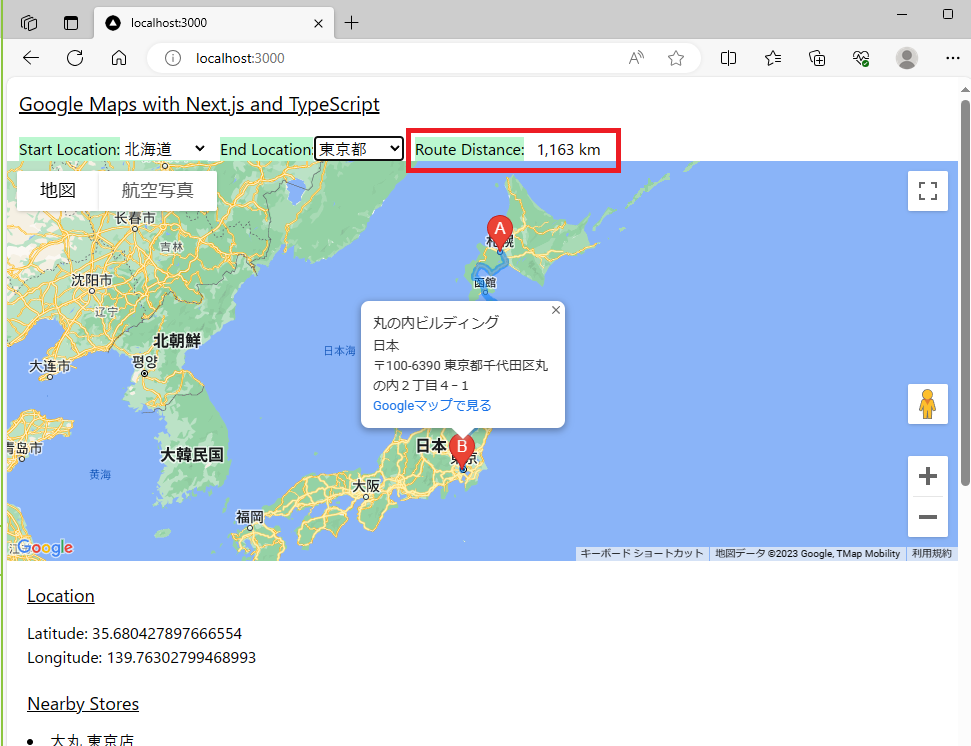 localhost:3000
localhost:3000
Google Maps with Next.js and TypeScript
Start Location: 北海道 End Location: 東京都 Route Distance: 1,163 km
地図 航空写真
长春市
吉林
札幌
沈阳市
辽宁
函館
A
丸の内ビルディング
日本
〒100-6390 東京都千代田区丸
の内２丁目４−１
Googleマップで見る
北朝鮮
日本海
大连市
평양
青岛市
大韓民国
日本
B
東京
黄海
大阪
福岡
Google
キーボード ショートカット 地図データ ©2023 Google, TMap Mobility 利用規約
Location
Latitude: 35.680427897666554
Longitude: 139.76302799468993
Nearby Stores
大丸 東京店